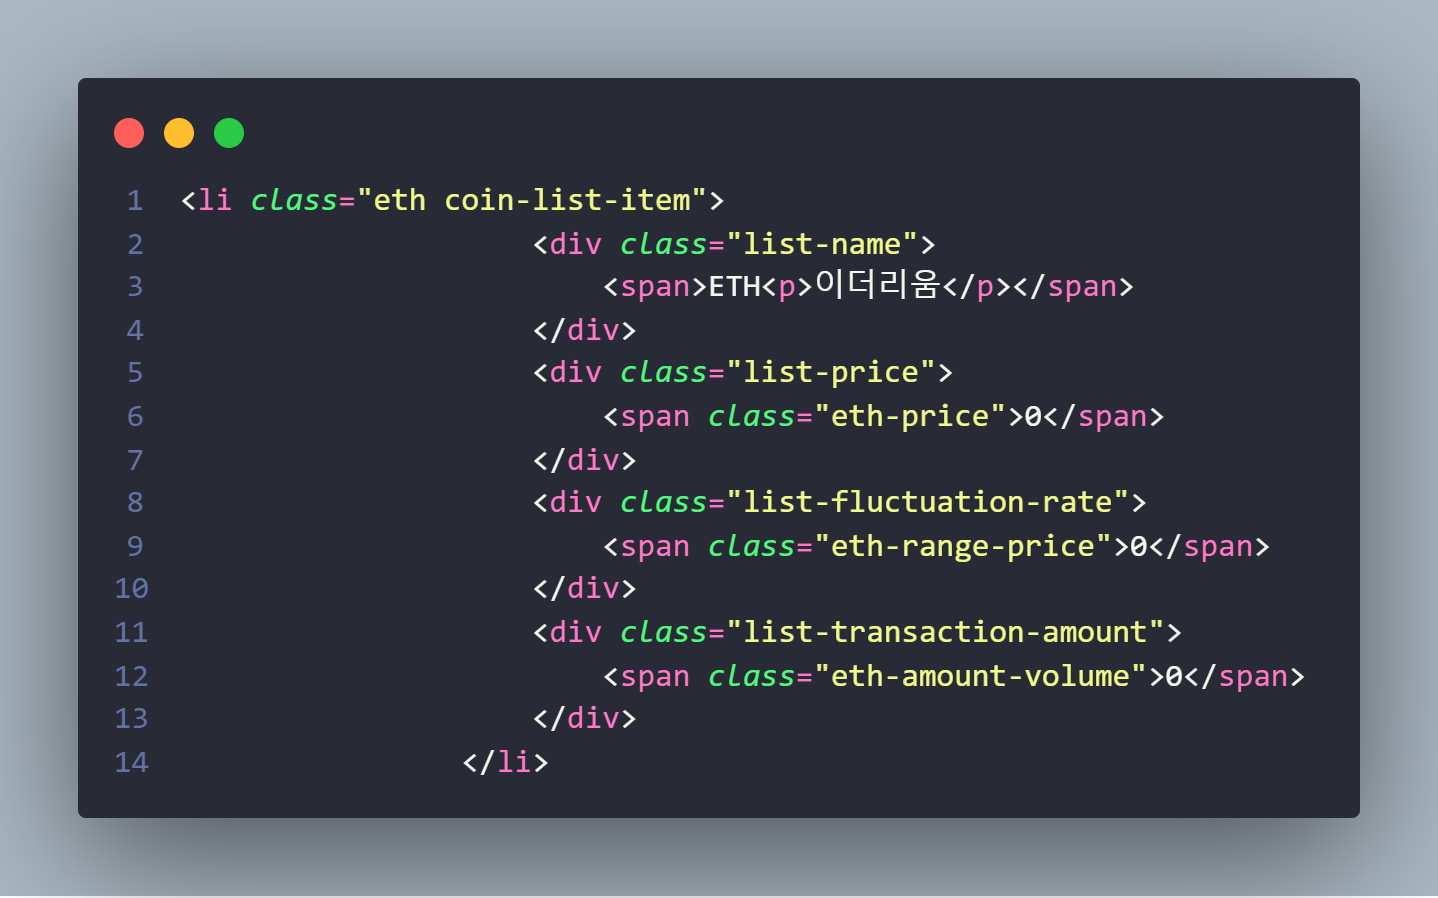 1 <li class="eth coin-list-item">
2 <div class="list-name">
3 <span>ETH<p>이더리움</p></span>
4 </div>
5 <div class="list-price">
6 <span class="eth-price">0</span>
7 </div>
8 <div class="list-fluctuation-rate">
9 <span class="eth-range-price">0</span>
10 </div>
11 <div class="list-transaction-amount">
12 <span class="eth-amount-volume">0</span>
13 </div>
14 </li>